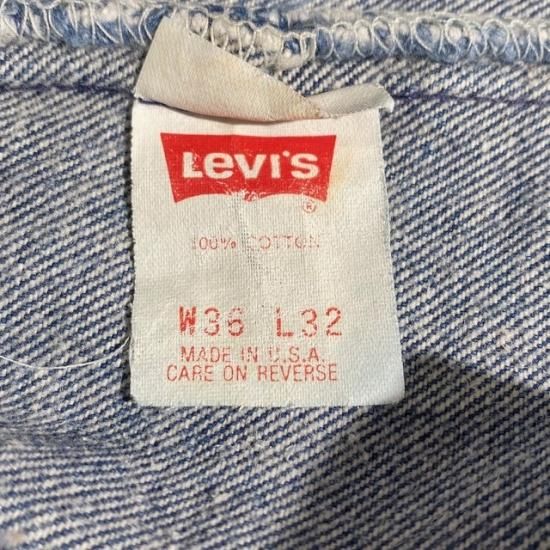 Levi's
®
100% COTTON
W36 L32
MADE IN U.S.A.
CARE ON REVERSE